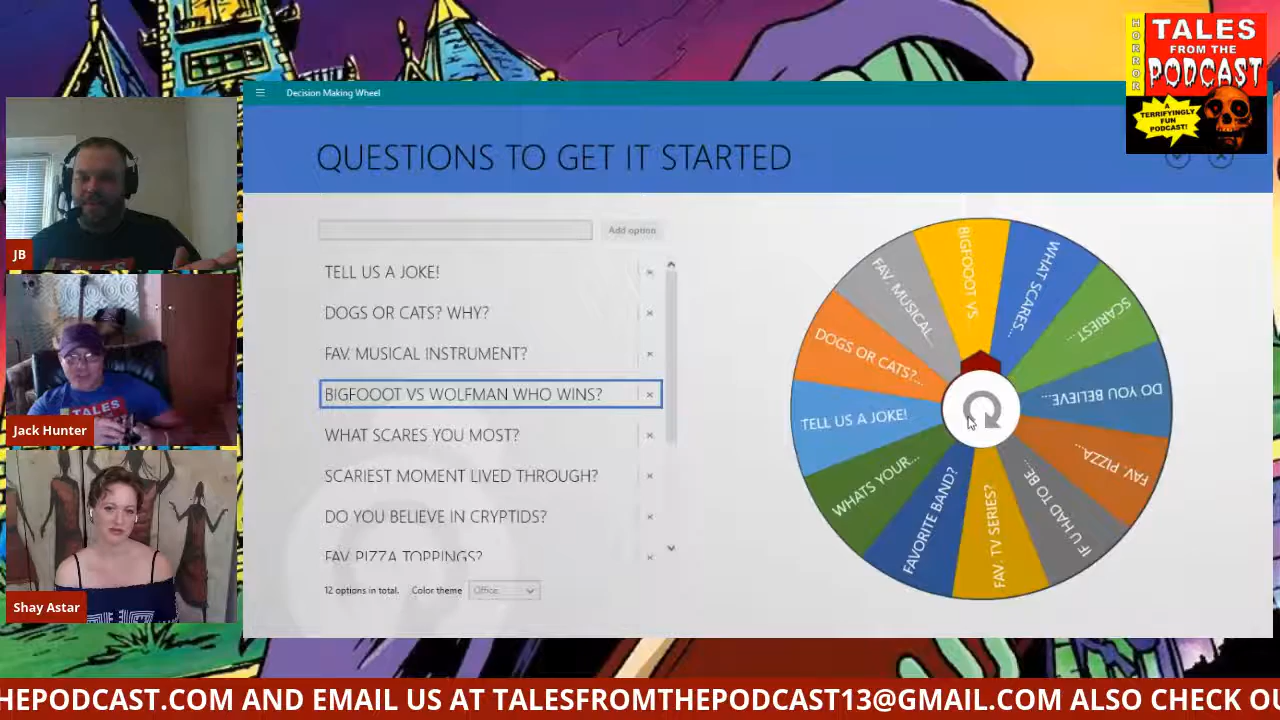 HORROR
TALES
FROM THE
PODCAST
A
TERRIFYINGLY
FUN
PODCAST!
Decision Making Wheel
QUESTIONS TO GET IT STARTED
Add option
TELL US A JOKE!
DOGS OR CATS? WHY?
FAV. MUSICAL INSTRUMENT?
BIGFOOOT VS WOLFMAN WHO WINS?
WHAT SCARES YOU MOST?
SCARIEST MOMENT LIVED THROUGH?
DO YOU BELIEVE IN CRYPTIDS?
FAV. PIZZA TOPPINGS?
12 options in total.
Color theme
Office
BIGFOOOT VS
WHAT SCARES...
SCARIEST...
DO YOU BELIEVE...
FAV. PIZZA...
IF U HAD TO BE...
FAV. TV SERIES?
FAVORITE BAND?
WHATS YOUR...
TELL US A JOKE!
DOGS OR CATS?...
FAV. MUSICAL...
JB
Jack Hunter
TALES
Shay Astar
HEPODCAST.COM AND EMAIL US AT TALESFROMTHEPODCAST13@GMAIL.COM ALSO CHECK OU